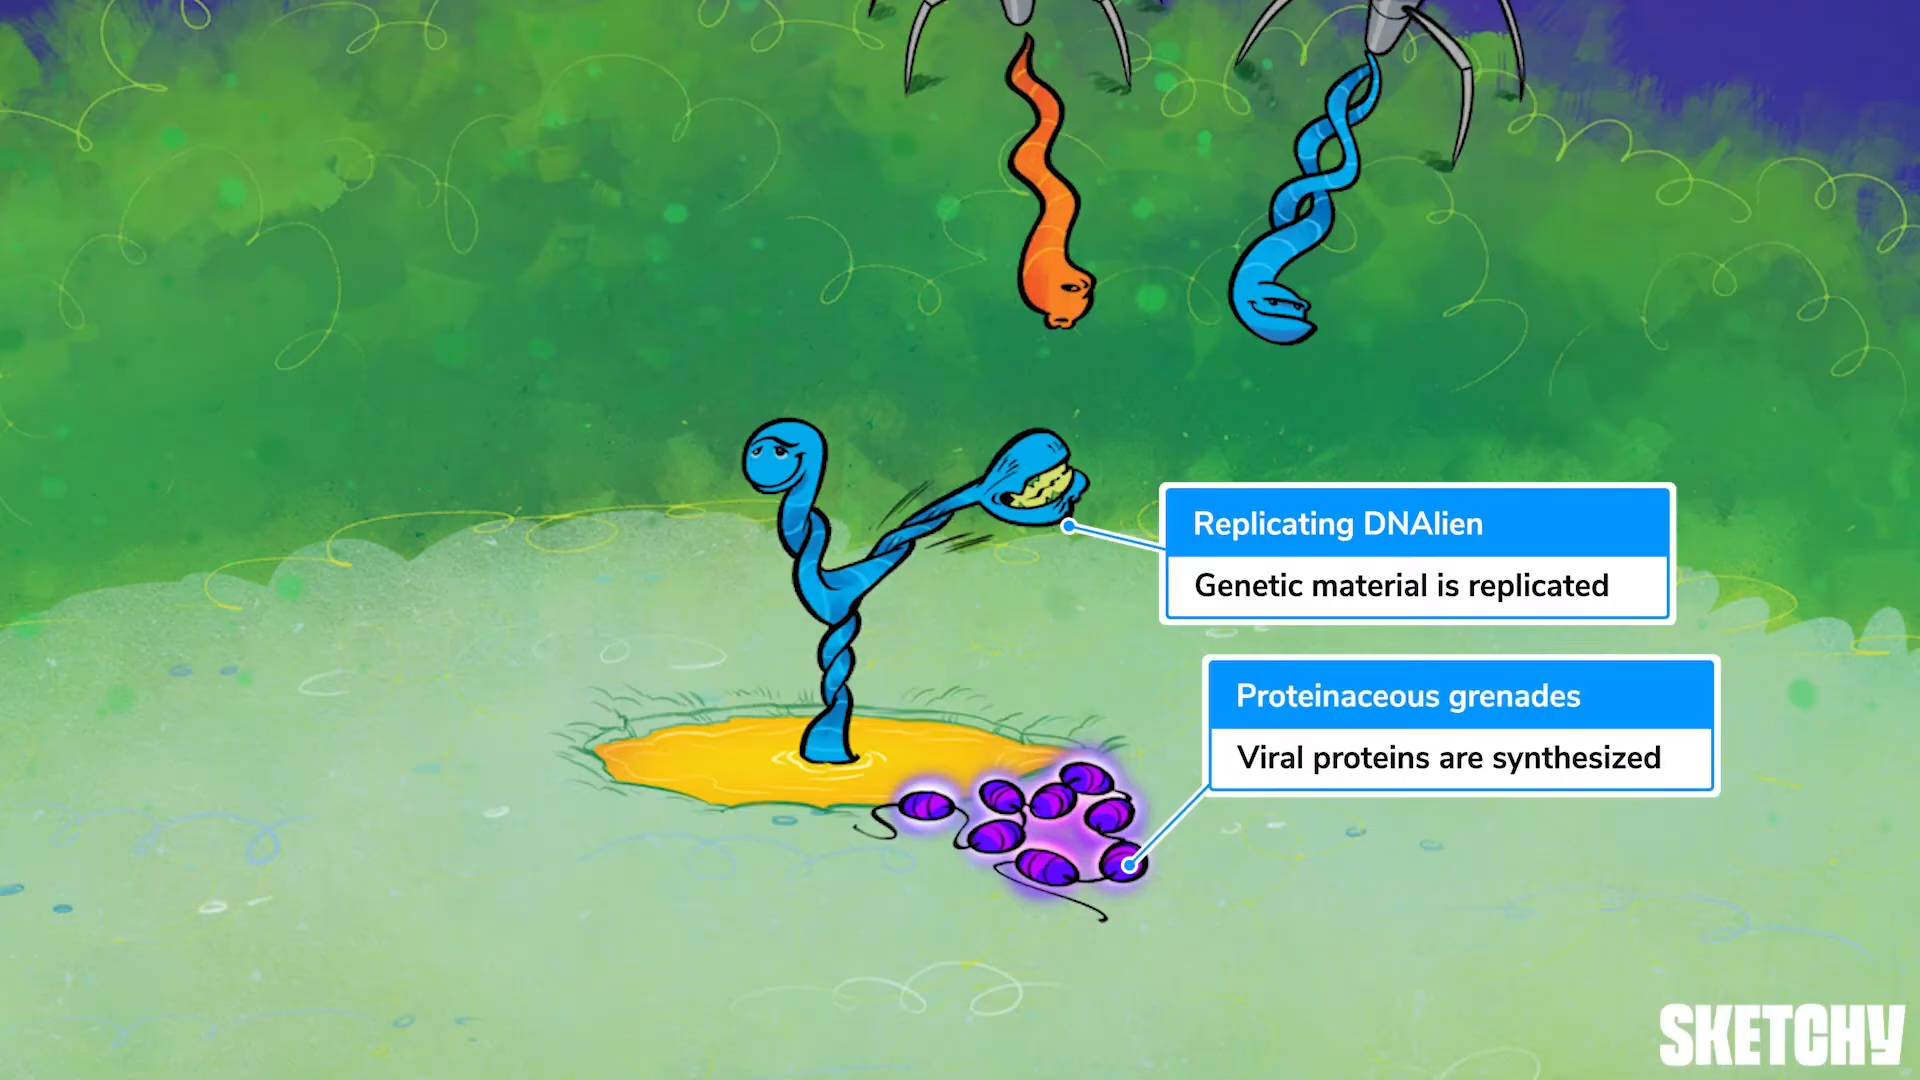 Replicating DNAlien
Genetic material is replicated
Proteinaceous grenades
Viral proteins are synthesized
SKETCHY